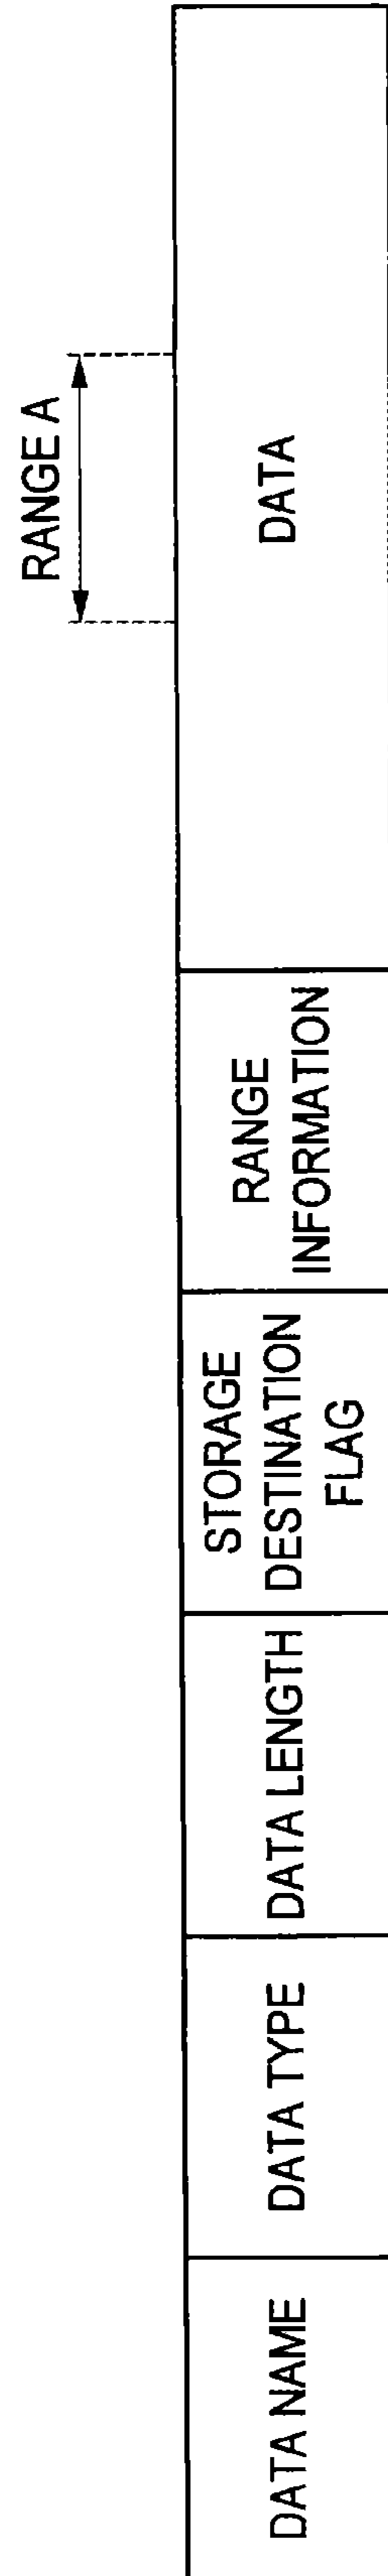 RANGE A
DATA NAME
DATA TYPE
DATA LENGTH
STORAGE
DESTINATION
FLAG
RANGE
INFORMATION
DATA